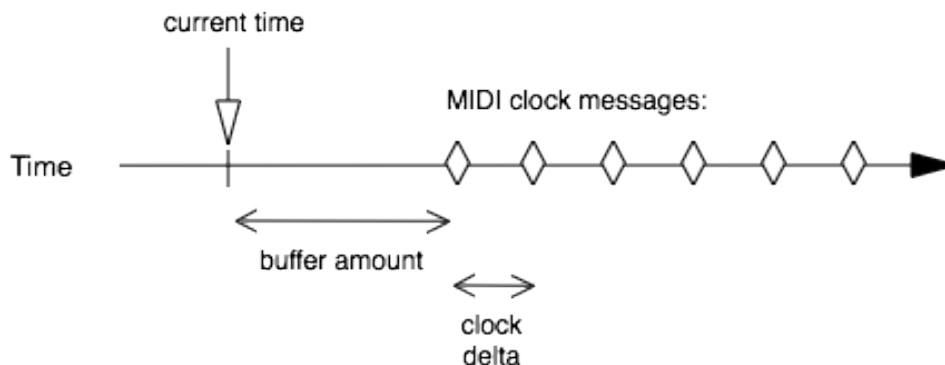 current time
MIDI clock messages:
Time
buffer amount
clock
delta